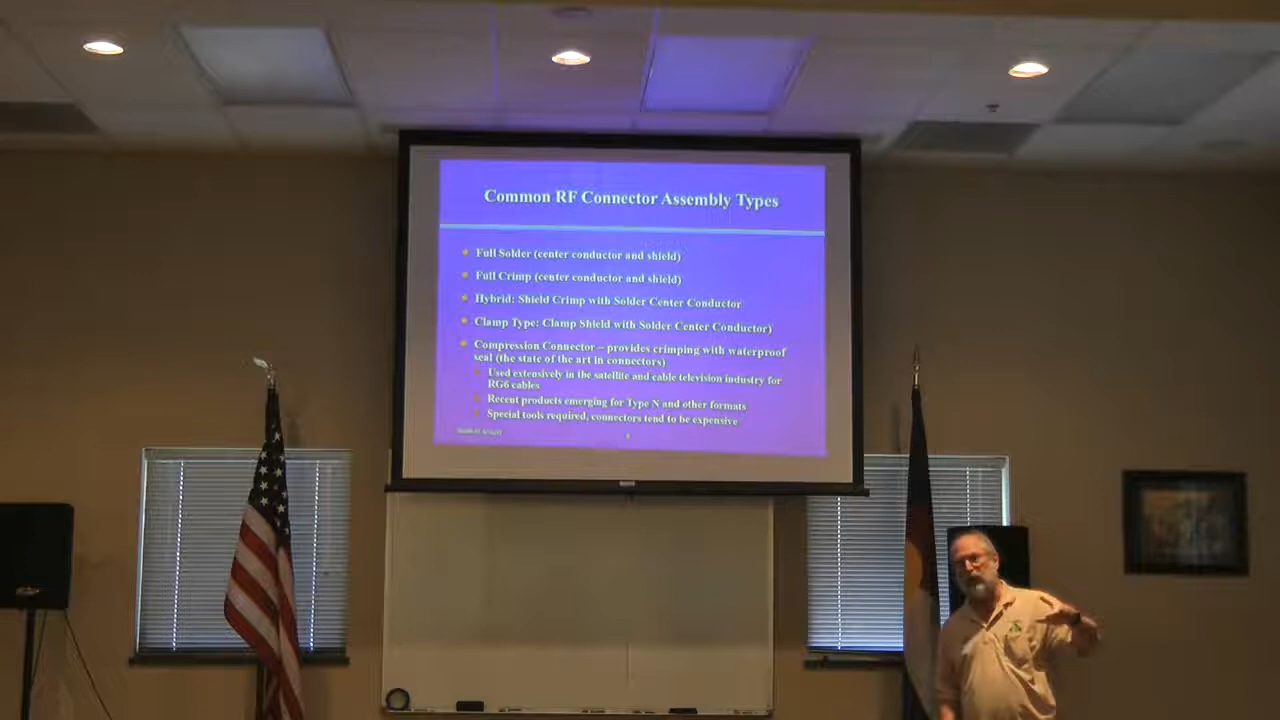 Common RF Connector Assembly Types
Full Solder (center conductor and shield)
Full Crimp (center conductor and shield)
Hybrid: Shield Crimp with Solder Center Conductor
Clamp Type: Clamp Shield with Solder Center Conductor)
Compression Connector – provides crimping with waterproof
seal (the state of the art in connectors)
Used extensively in the satellite and cable television industry for
RG6 cables
Recent products emerging for Type N and other formats
Special tools required, connectors tend to be expensive